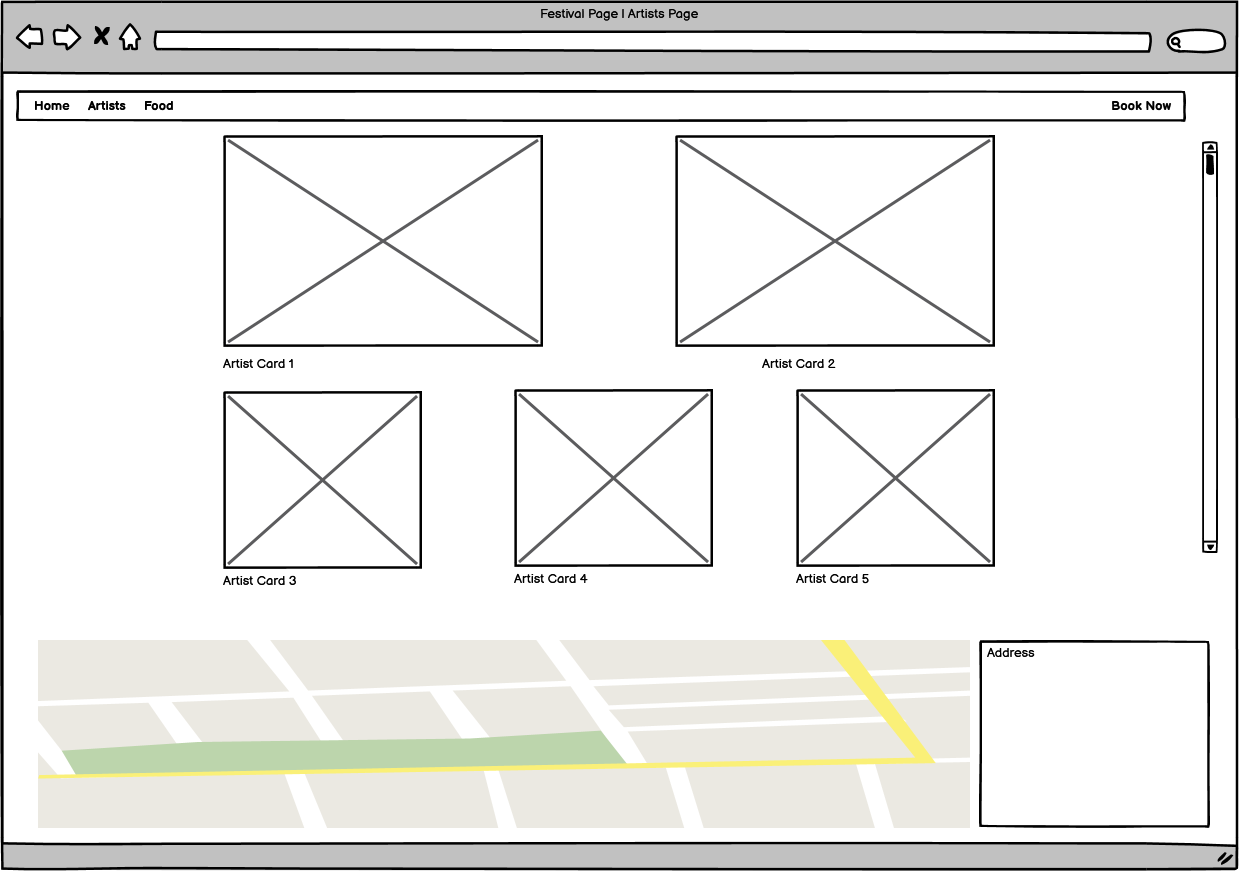 Festival Page | Artists Page
Home Artists Food Book Now
Artist Card 1 Artist Card 2
Artist Card 3 Artist Card 4 Artist Card 5
Address